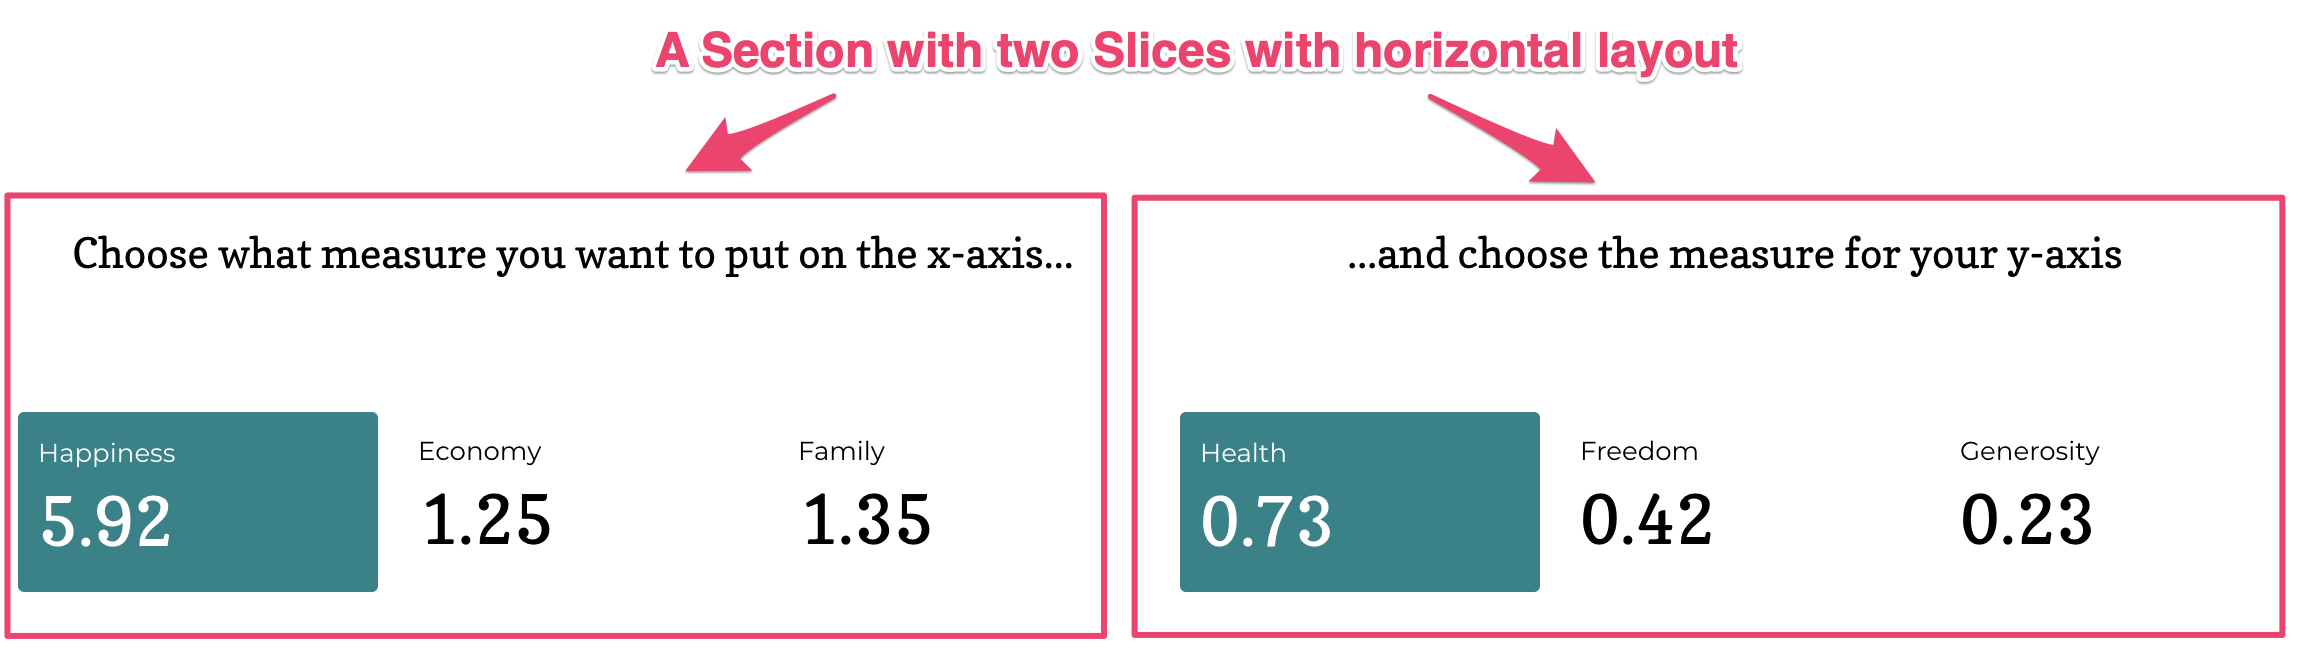 A Section with two Slices with horizontal layout
Choose what measure you want to put on the x-axis...
...and choose the measure for your y-axis
Happiness
5.92
Economy
1.25
Family
1.35
Health
0.73
Freedom
0.42
Generosity
0.23